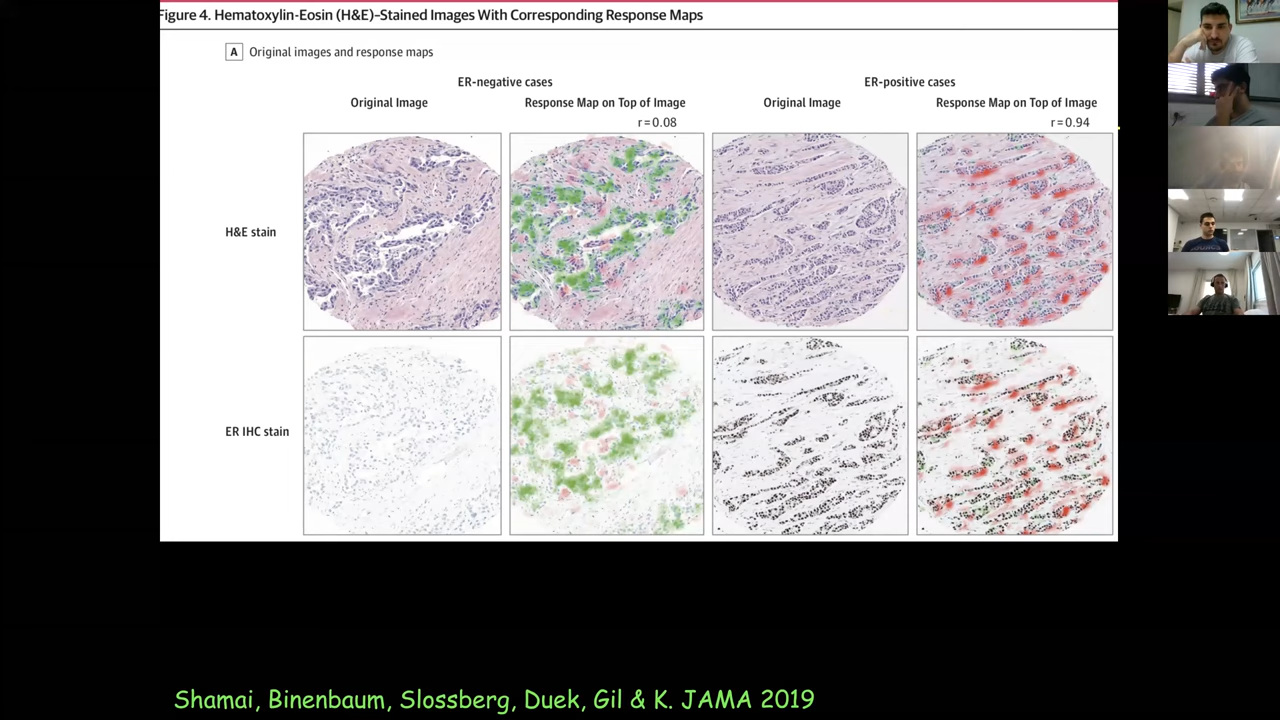 Figure 4. Hematoxylin-Eosin (H&E)–Stained Images With Corresponding Response Maps
A Original images and response maps
ER-negative cases ER-positive cases
Original Image Response Map on Top of Image Original Image Response Map on Top of Image
r = 0.08 r = 0.94
H&E stain
ER IHC stain
Shamai, Binenbaum, Slossberg, Duek, Gil & K. JAMA 2019